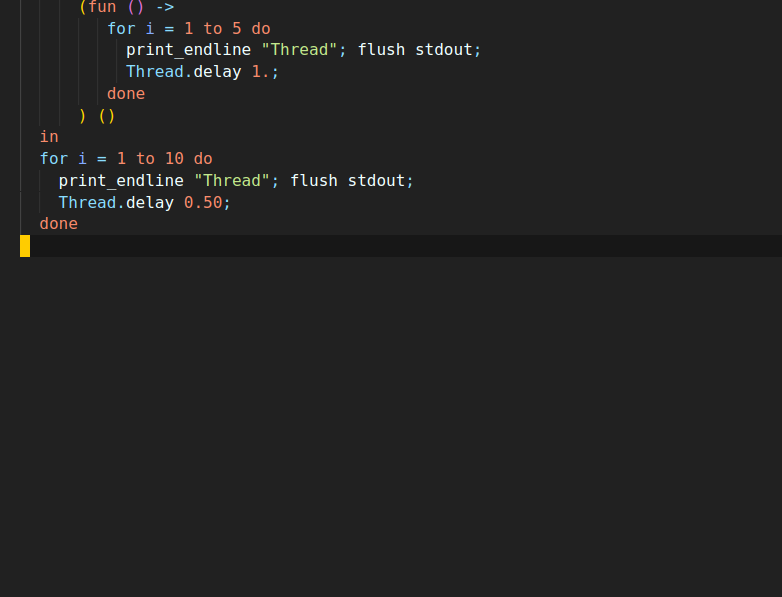 (fun () ->
for i = 1 to 5 do
print_endline "Thread"; flush stdout;
Thread.delay 1.;
done
) ()
in
for i = 1 to 10 do
print_endline "Thread"; flush stdout;
Thread.delay 0.50;
done